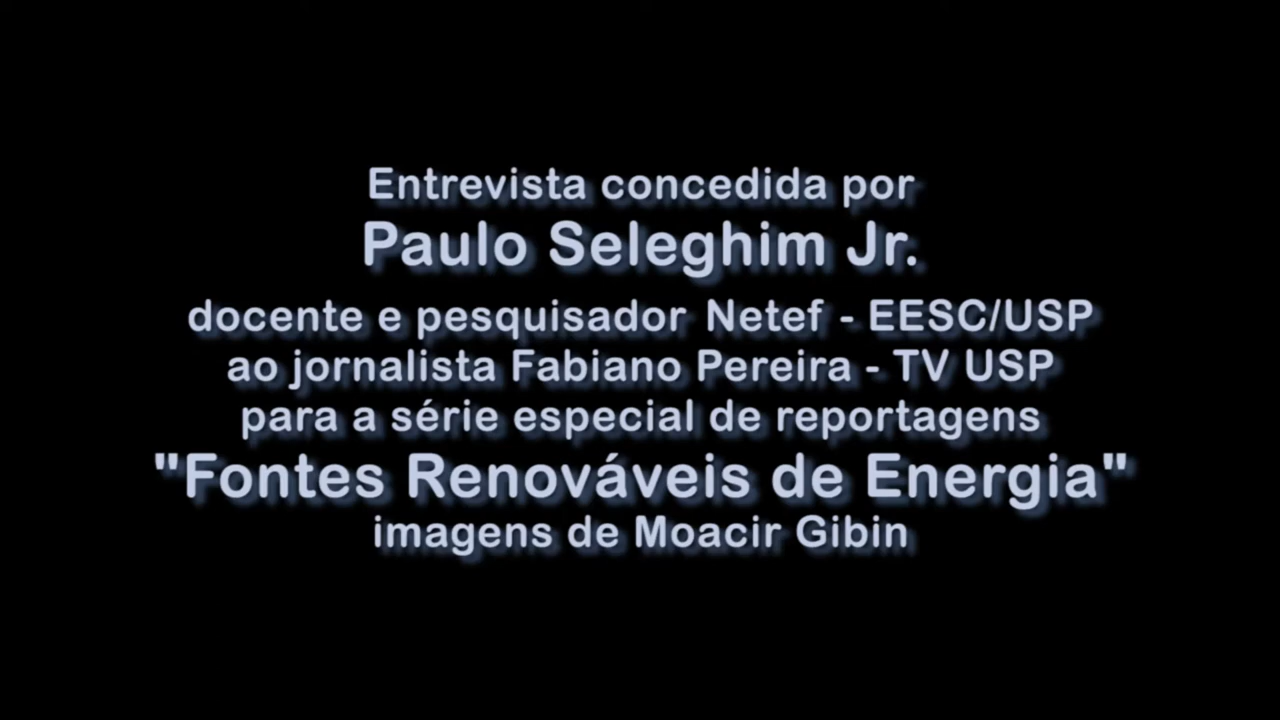 Entrevista concedida por
Paulo Seleghim Jr.
docente e pesquisador Netef - EESC/USP
ao jornalista Fabiano Pereira - TV USP
para a série especial de reportagens
"Fontes Renováveis de Energia"
imagens de Moacir Gibin